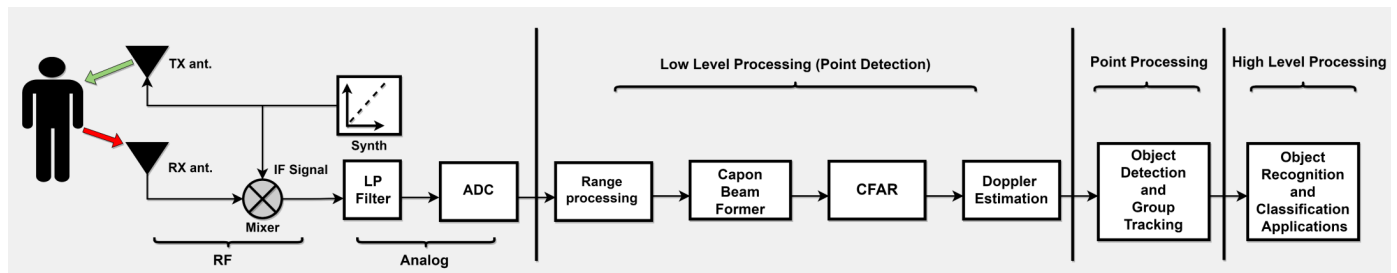 TX ant.
Synth
RX ant.
IF Signal
Mixer
RF
LP
Filter
ADC
Analog
Low Level Processing (Point Detection)
Range
processing
Capon
Beam
Former
CFAR
Doppler
Estimation
Point Processing
Object
Detection
and
Group
Tracking
High Level Processing
Object
Recognition
and
Classification
Applications